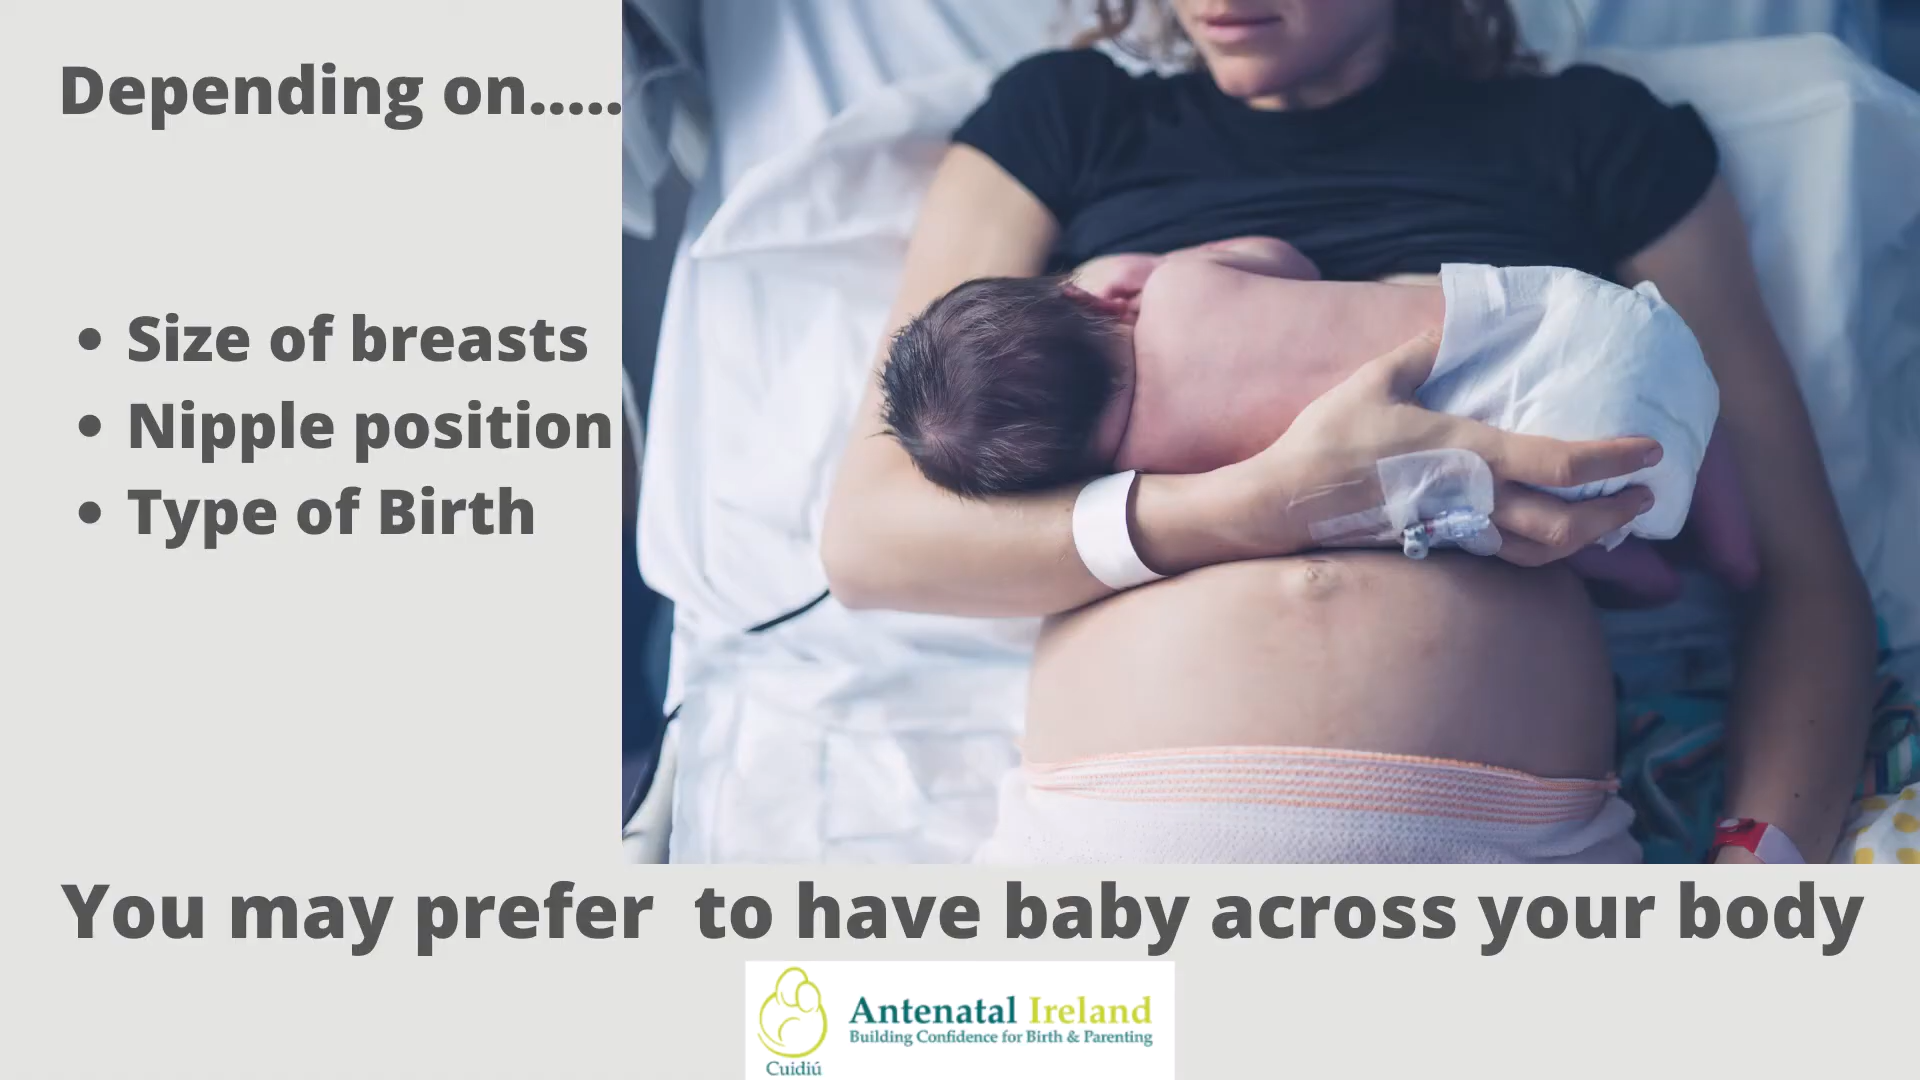 Depending on.....
• Size of breasts
• Nipple position
• Type of Birth
You may prefer to have baby across your body
Antenatal Ireland
Building Confidence for Birth & Parenting
Cuidiú